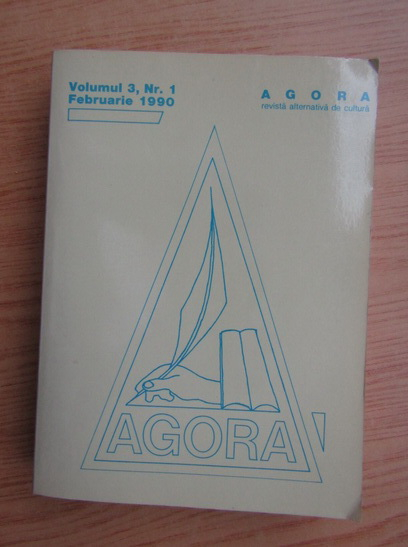 Volumul 3, Nr. 1
Februarie 1990
A G O R A
revistă alternativă de cultură
AGORA